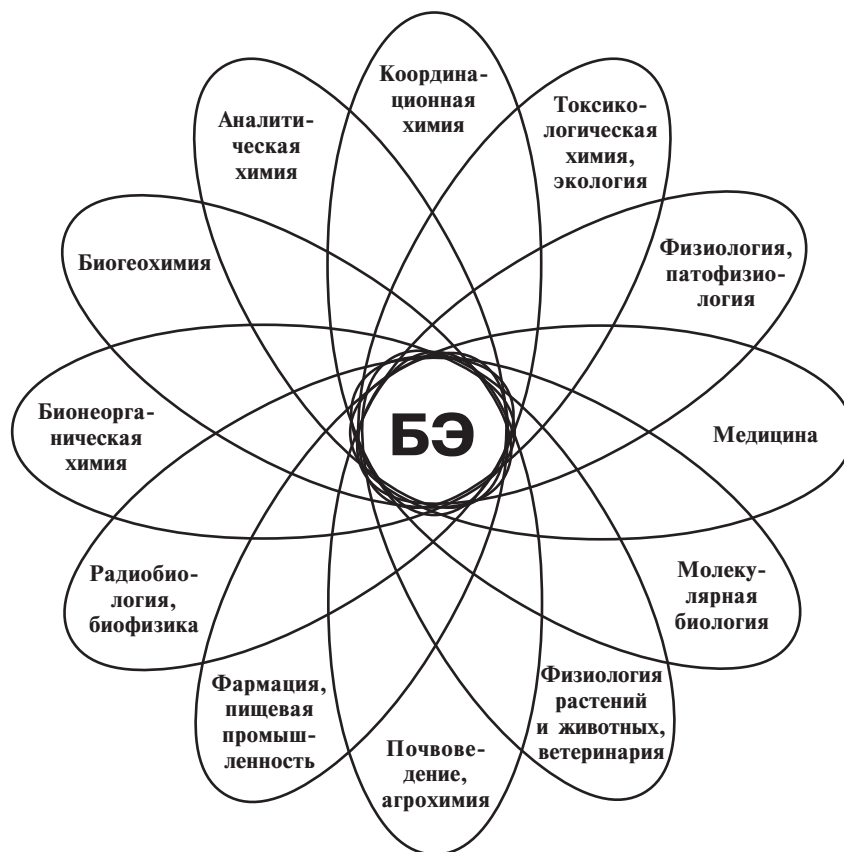 Координа-
ционная
химия
Токсико-
логическая
химия,
экология
Физиология,
патофизио-
логия
Медицина
Молеку-
лярная
биология
Физиология
растений
и животных,
ветеринария
Почвове-
дение,
агрохимия
Фармация,
пищевая
промыш-
ленность
Радиобио-
логия,
биофизика
Бионеорга-
ническая
химия
Биогеохимия
Аналити-
ческая
химия
БЭ